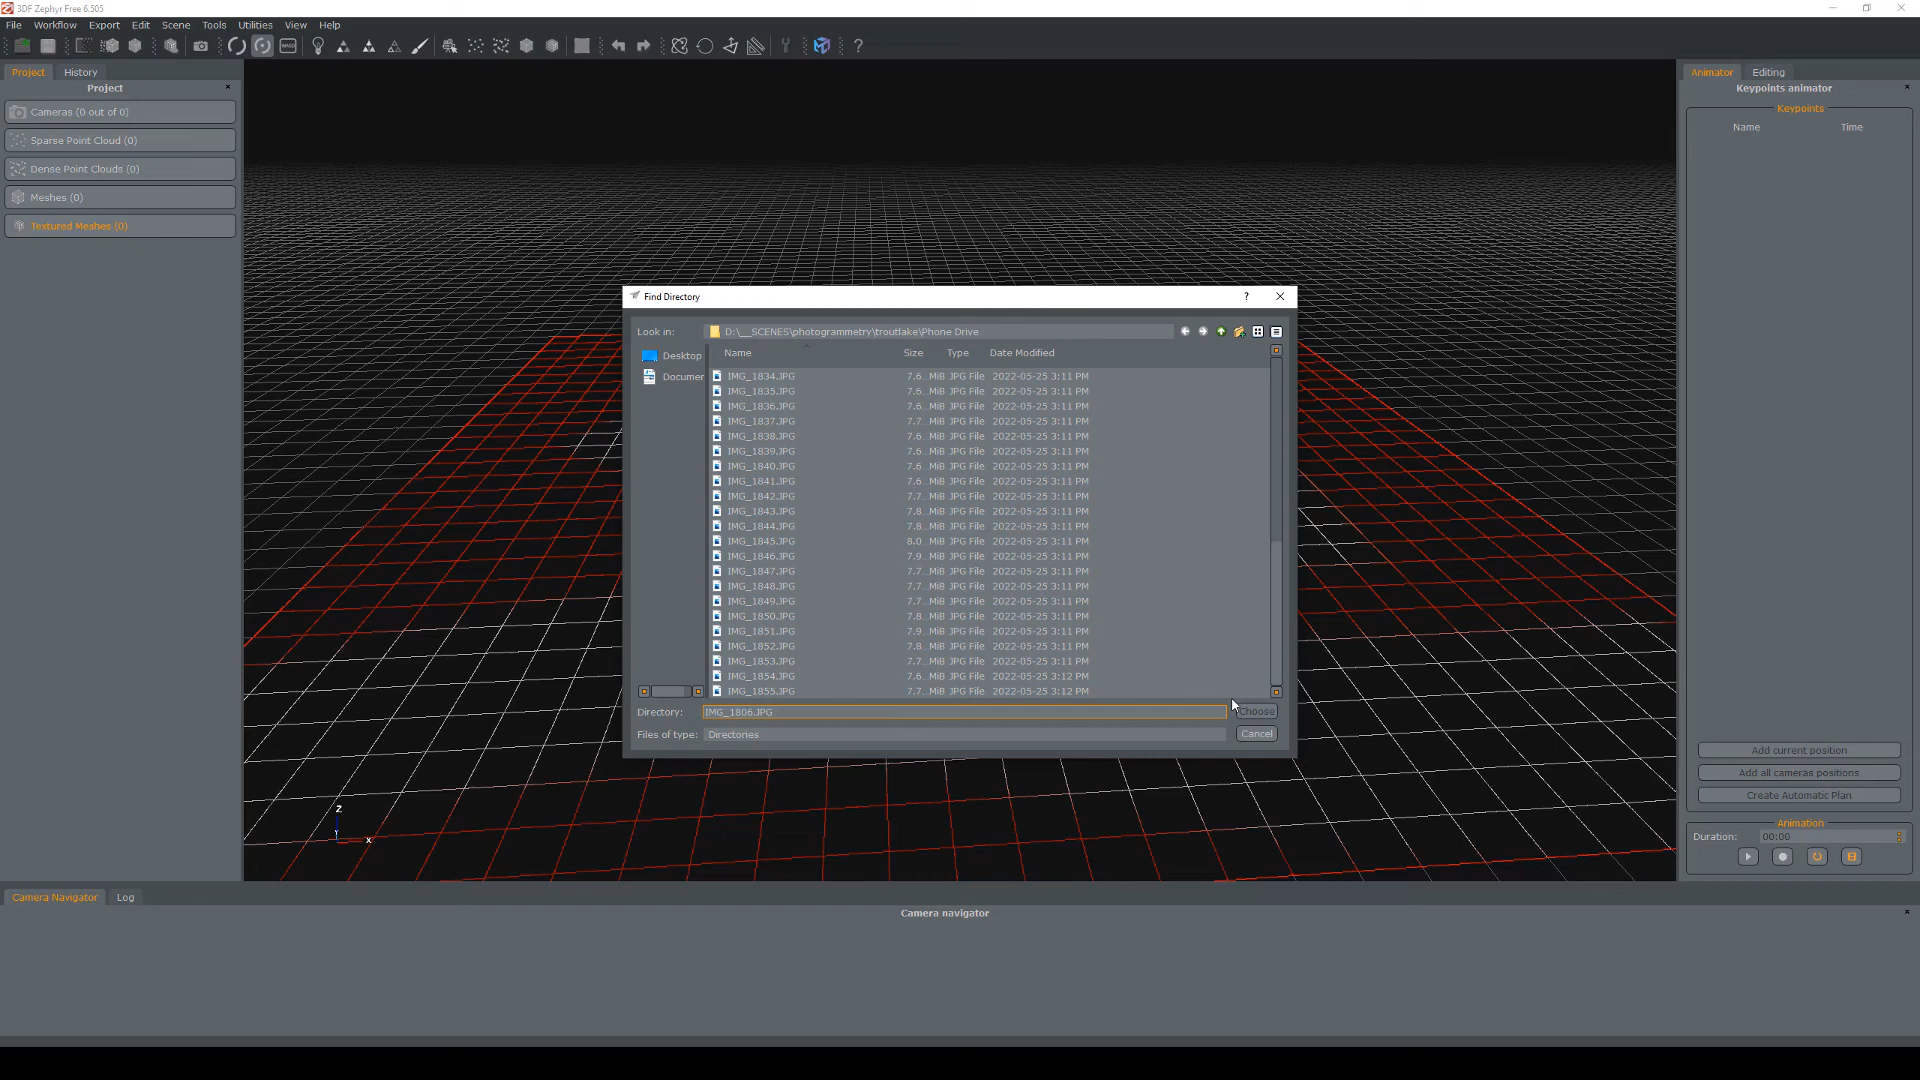 3DF Zephyr Free 6.505
File Workflow Export Edit Scene Tools Utilities View Help
Project History
Project
Cameras (0 out of 0)
Sparse Point Cloud (0)
Dense Point Clouds (0)
Meshes (0)
Textured Meshes (0)
Find Directory
Look in: D:\__SCENES\photogrammetry\troutlake\Phone Drive
Desktop
Documer
Name Size Type Date Modified
IMG_1834.JPG 7.6...MiB JPG File 2022-05-25 3:11 PM
IMG_1835.JPG 7.6...MiB JPG File 2022-05-25 3:11 PM
IMG_1836.JPG 7.6...MiB JPG File 2022-05-25 3:11 PM
IMG_1837.JPG 7.7...MiB JPG File 2022-05-25 3:11 PM
IMG_1838.JPG 7.6...MiB JPG File 2022-05-25 3:11 PM
IMG_1839.JPG 7.6...MiB JPG File 2022-05-25 3:11 PM
IMG_1840.JPG 7.6...MiB JPG File 2022-05-25 3:11 PM
IMG_1841.JPG 7.6...MiB JPG File 2022-05-25 3:11 PM
IMG_1842.JPG 7.7...MiB JPG File 2022-05-25 3:11 PM
IMG_1843.JPG 7.8...MiB JPG File 2022-05-25 3:11 PM
IMG_1844.JPG 7.8...MiB JPG File 2022-05-25 3:11 PM
IMG_1845.JPG 8.0...MiB JPG File 2022-05-25 3:11 PM
IMG_1846.JPG 7.9...MiB JPG File 2022-05-25 3:11 PM
IMG_1847.JPG 7.7...MiB JPG File 2022-05-25 3:11 PM
IMG_1848.JPG 7.7...MiB JPG File 2022-05-25 3:11 PM
IMG_1849.JPG 7.7...MiB JPG File 2022-05-25 3:11 PM
IMG_1850.JPG 7.8...MiB JPG File 2022-05-25 3:11 PM
IMG_1851.JPG 7.9...MiB JPG File 2022-05-25 3:11 PM
IMG_1852.JPG 7.8...MiB JPG File 2022-05-25 3:11 PM
IMG_1853.JPG 7.7...MiB JPG File 2022-05-25 3:11 PM
IMG_1854.JPG 7.6...MiB JPG File 2022-05-25 3:12 PM
IMG_1855.JPG 7.7...MiB JPG File 2022-05-25 3:12 PM
Directory: IMG_1806.JPG Choose
Files of type: Directories Cancel
Animator Editing
Keypoints animator
Keypoints
Name Time
Add current position
Add all cameras positions
Create Automatic Plan
Animation
Duration: 00:00
Z
Y
X
Camera Navigator Log
Camera navigator